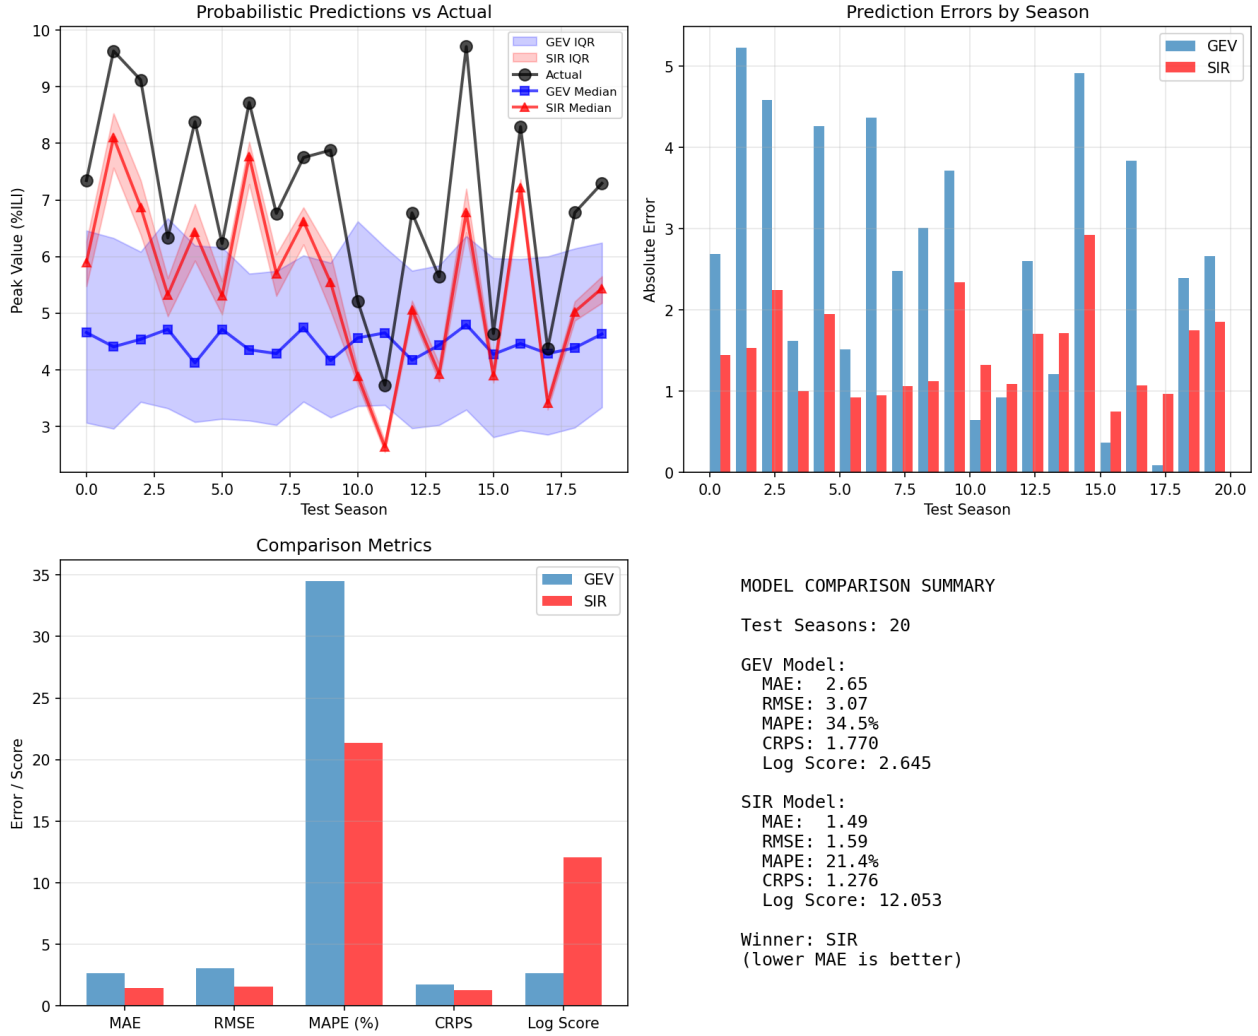 Probabilistic Predictions vs Actual
Peak Value (%ILI)
10
9
8
7
6
5
4
3
GEV IQR
SIR IQR
Actual
GEV Median
SIR Median
0.0 2.5 5.0 7.5 10.0 12.5 15.0 17.5
Test Season
Prediction Errors by Season
Absolute Error
5
4
3
2
1
0
GEV
SIR
0.0 2.5 5.0 7.5 10.0 12.5 15.0 17.5 20.0
Test Season
Comparison Metrics
Error / Score
35
30
25
20
15
10
5
0
GEV
SIR
MAE RMSE MAPE (%) CRPS Log Score
MODEL COMPARISON SUMMARY
Test Seasons: 20
GEV Model:
MAE: 2.65
RMSE: 3.07
MAPE: 34.5%
CRPS: 1.770
Log Score: 2.645
SIR Model:
MAE: 1.49
RMSE: 1.59
MAPE: 21.4%
CRPS: 1.276
Log Score: 12.053
Winner: SIR
(lower MAE is better)